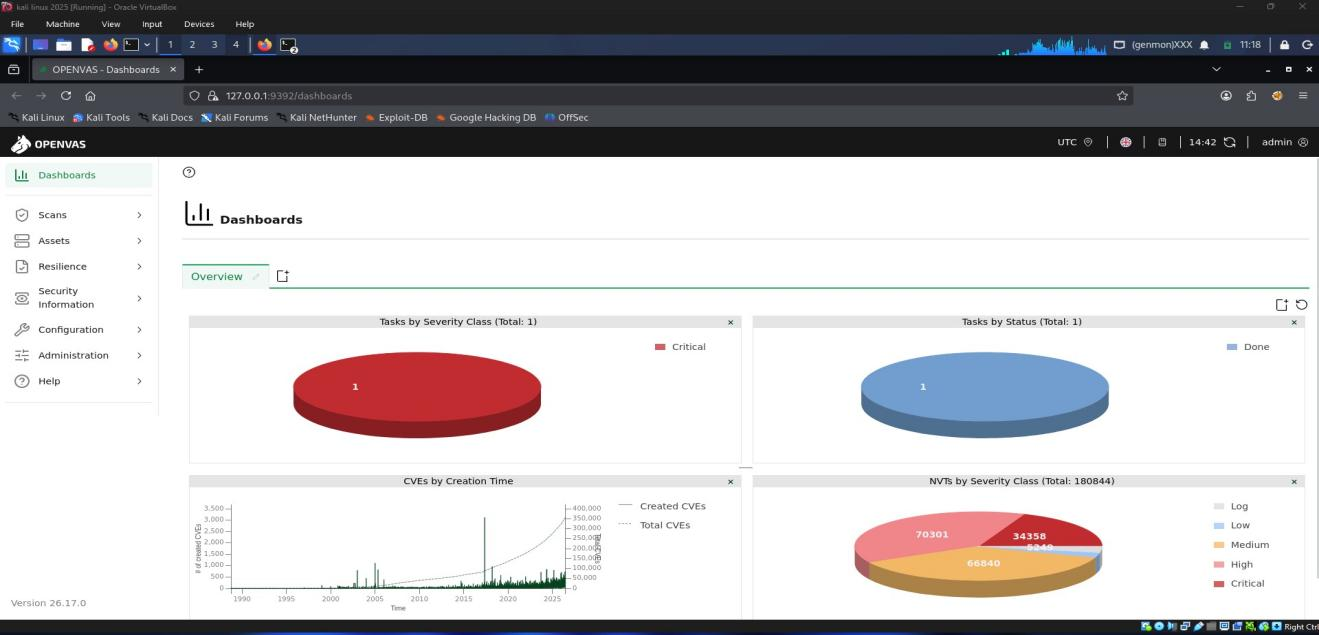 kali linux 2025 [Running] - Oracle VirtualBox
File Machine View Input Devices Help
1 2 3 4 (genmon)XXX 11:18
OPENVAS - Dashboards
127.0.0.1:9392/dashboards
Kali Linux Kali Tools Kali Docs Kali Forums Kali NetHunter Exploit-DB Google Hacking DB OffSec
OPENVAS UTC 14:42 admin
Dashboards
Scans
Assets
Resilience
Security
Information
Configuration
Administration
Help
Version 26.17.0
Dashboards
Overview
Tasks by Severity Class (Total: 1)
1
Critical
Tasks by Status (Total: 1)
1
Done
CVEs by Creation Time
# of created CVEs
3,500
3,000
2,500
2,000
1,500
1,000
500
0
1990 1995 2000 2005 2010 2015 2020 2025
Time
400,000
350,000
300,000
250,000
200,000
150,000
100,000
50,000
0
Total CVEs
Created CVEs
Total CVEs
NVTs by Severity Class (Total: 180844)
70301
34358
66840
Log
Low
Medium
High
Critical
Right Ctrl